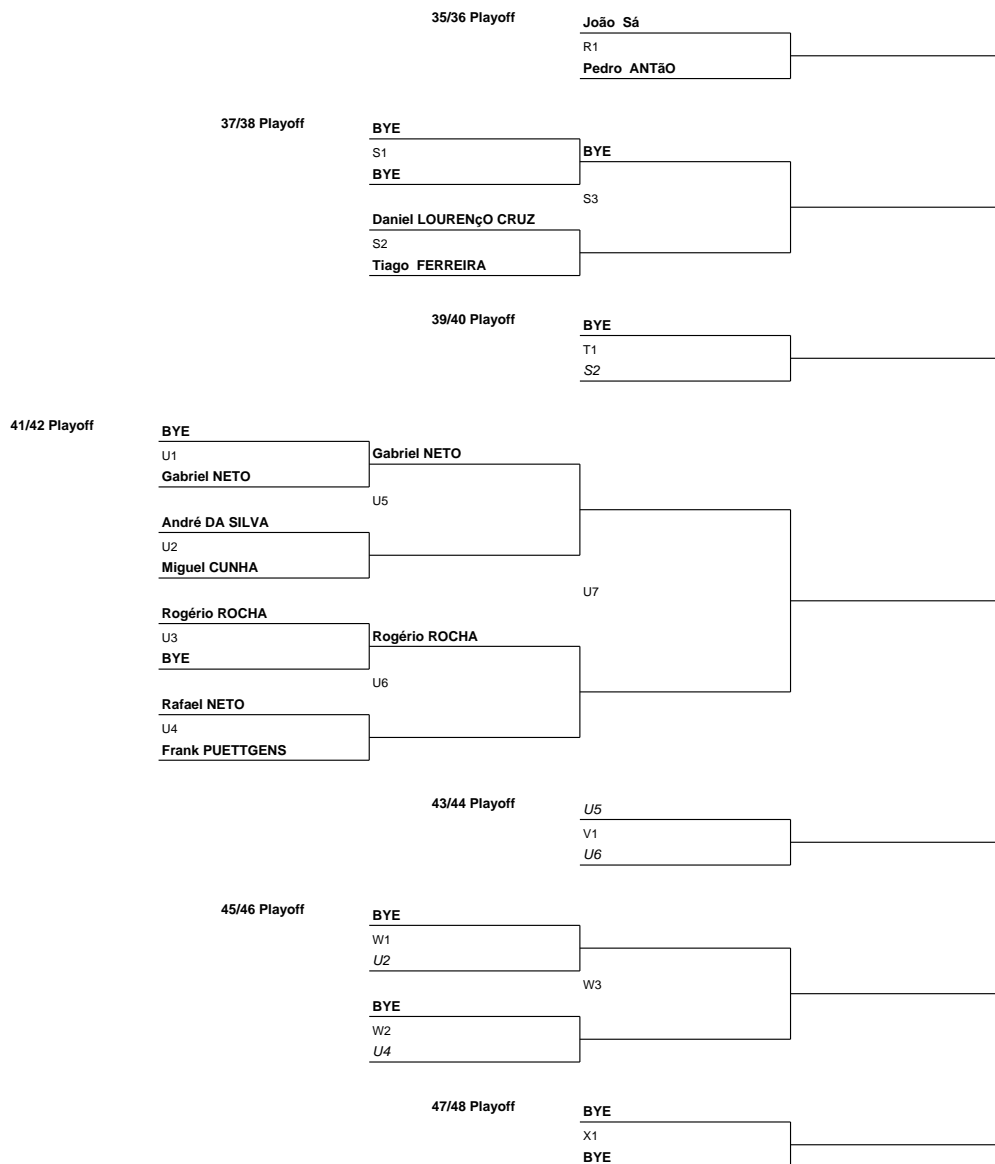 35/36 Playoff
João Sá
R1
Pedro ANTãO
37/38 Playoff
BYE
S1
BYE
BYE
S3
Daniel LOURENçO CRUZ
S2
Tiago FERREIRA
39/40 Playoff
BYE
T1
S2
41/42 Playoff
BYE
U1
Gabriel NETO
Gabriel NETO
U5
André DA SILVA
U2
Miguel CUNHA
U7
Rogério ROCHA
U3
Rogério ROCHA
BYE
U6
Rafael NETO
U4
Frank PUETTGENS
43/44 Playoff
U5
V1
U6
45/46 Playoff
BYE
W1
U2
W3
BYE
W2
U4
47/48 Playoff
BYE
X1
BYE